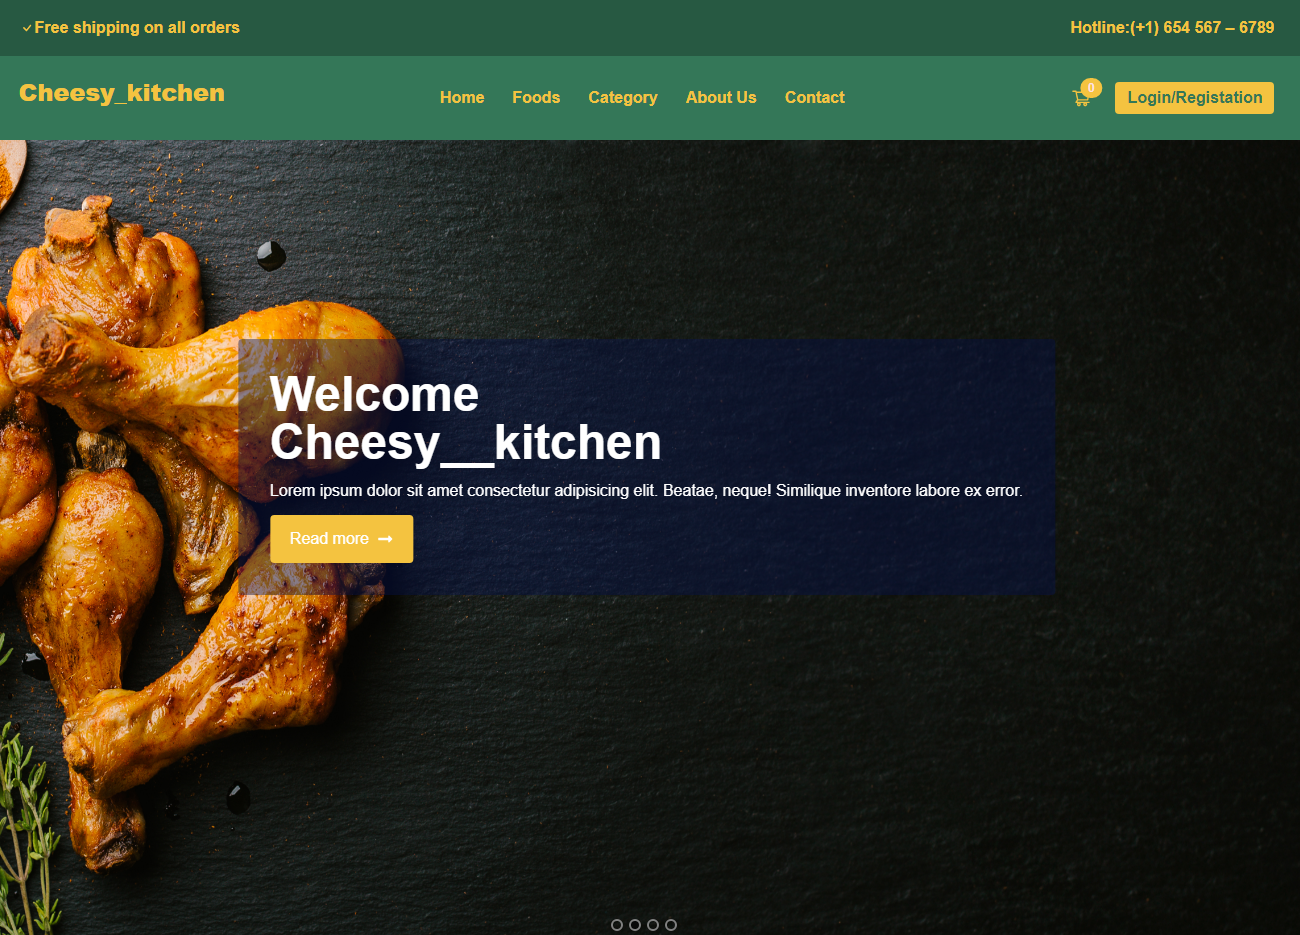 Free shipping on all orders
Hotline:(+1) 654 567 – 6789
Cheesy_kitchen
Home Foods Category About Us Contact
0
Login/Registation
Welcome
Cheesy__kitchen
Lorem ipsum dolor sit amet consectetur adipisicing elit. Beatae, neque! Similique inventore labore ex error.
Read more